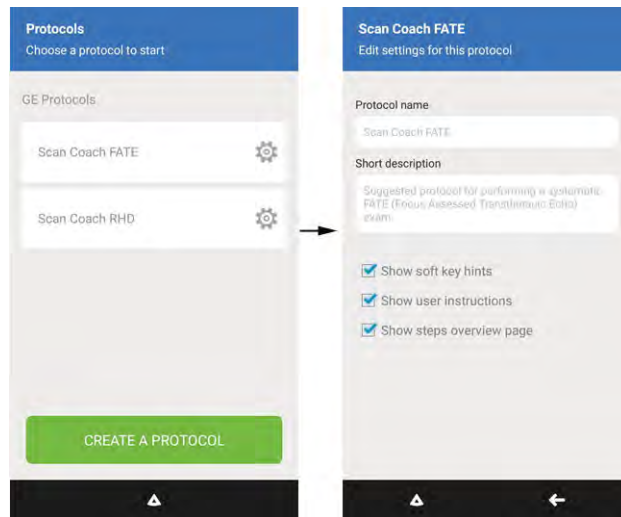 Protocols
Choose a protocol to start
GE Protocols
Scan Coach FATE
Scan Coach RHD
CREATE A PROTOCOL
Scan Coach FATE
Edit settings for this protocol
Protocol name
Scan Coach FATE
Short description
Suggested protocol for performing a systematic
FATE (Focus Assessed Transthoracic Echo)
exam.
Show soft key hints
Show user instructions
Show steps overview page